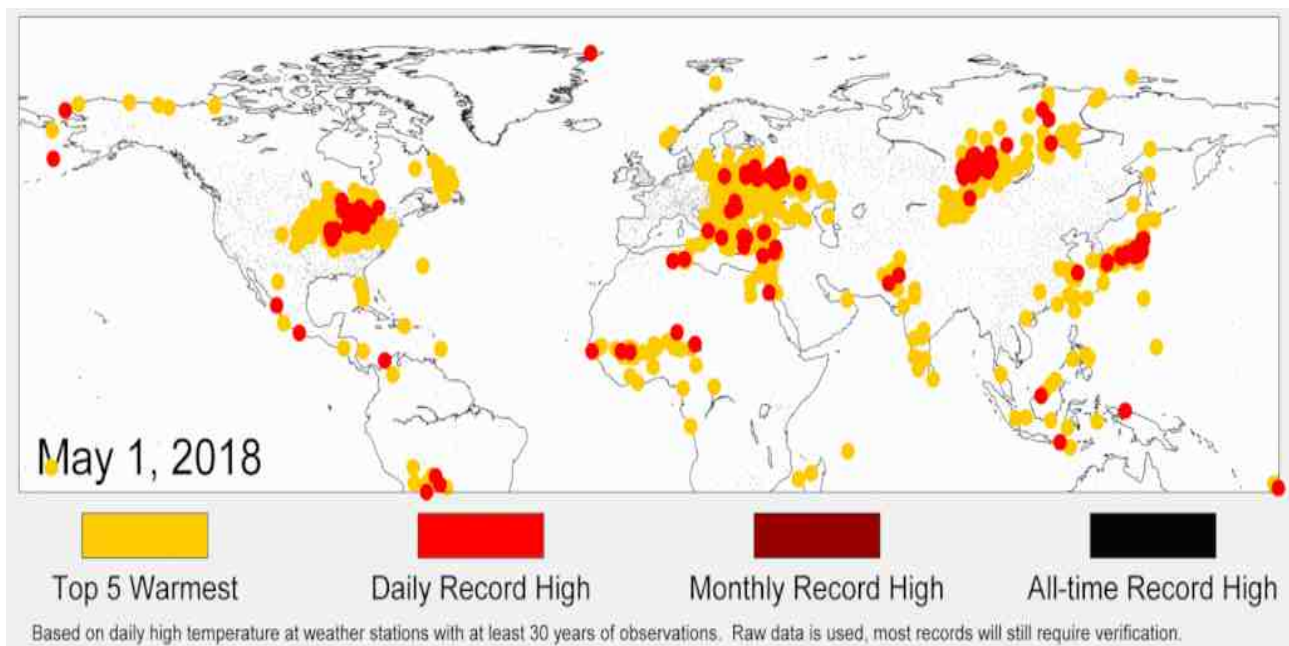 May 1, 2018
Top 5 Warmest
Daily Record High
Monthly Record High
All-time Record High
Based on daily high temperature at weather stations with at least 30 years of observations. Raw data is used, most records will still require verification.